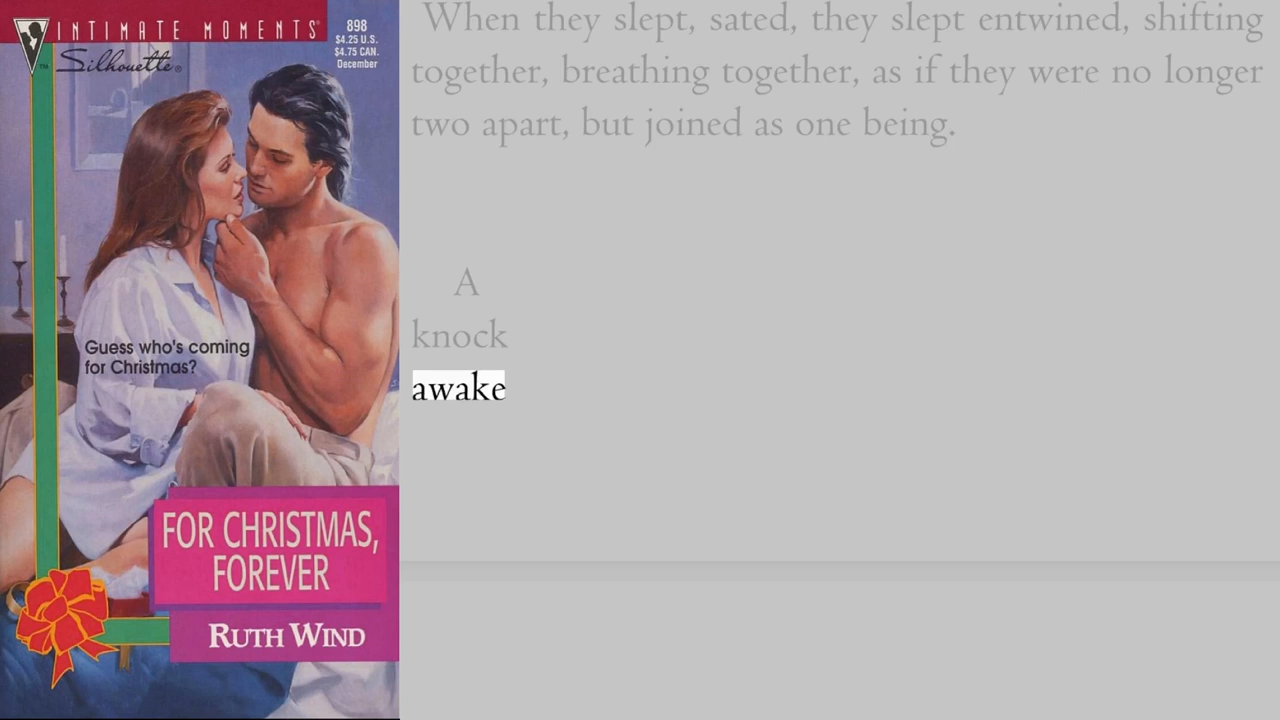 INTIMATE MOMENTS®
898
$4.25 U.S.
$4.75 CAN.
December
™
Silhouette®
Guess who's coming
for Christmas?
FOR CHRISTMAS,
FOREVER
RUTH WIND
When they slept, sated, they slept entwined, shifting
together, breathing together, as if they were no longer
two apart, but joined as one being.
A
knock
awake